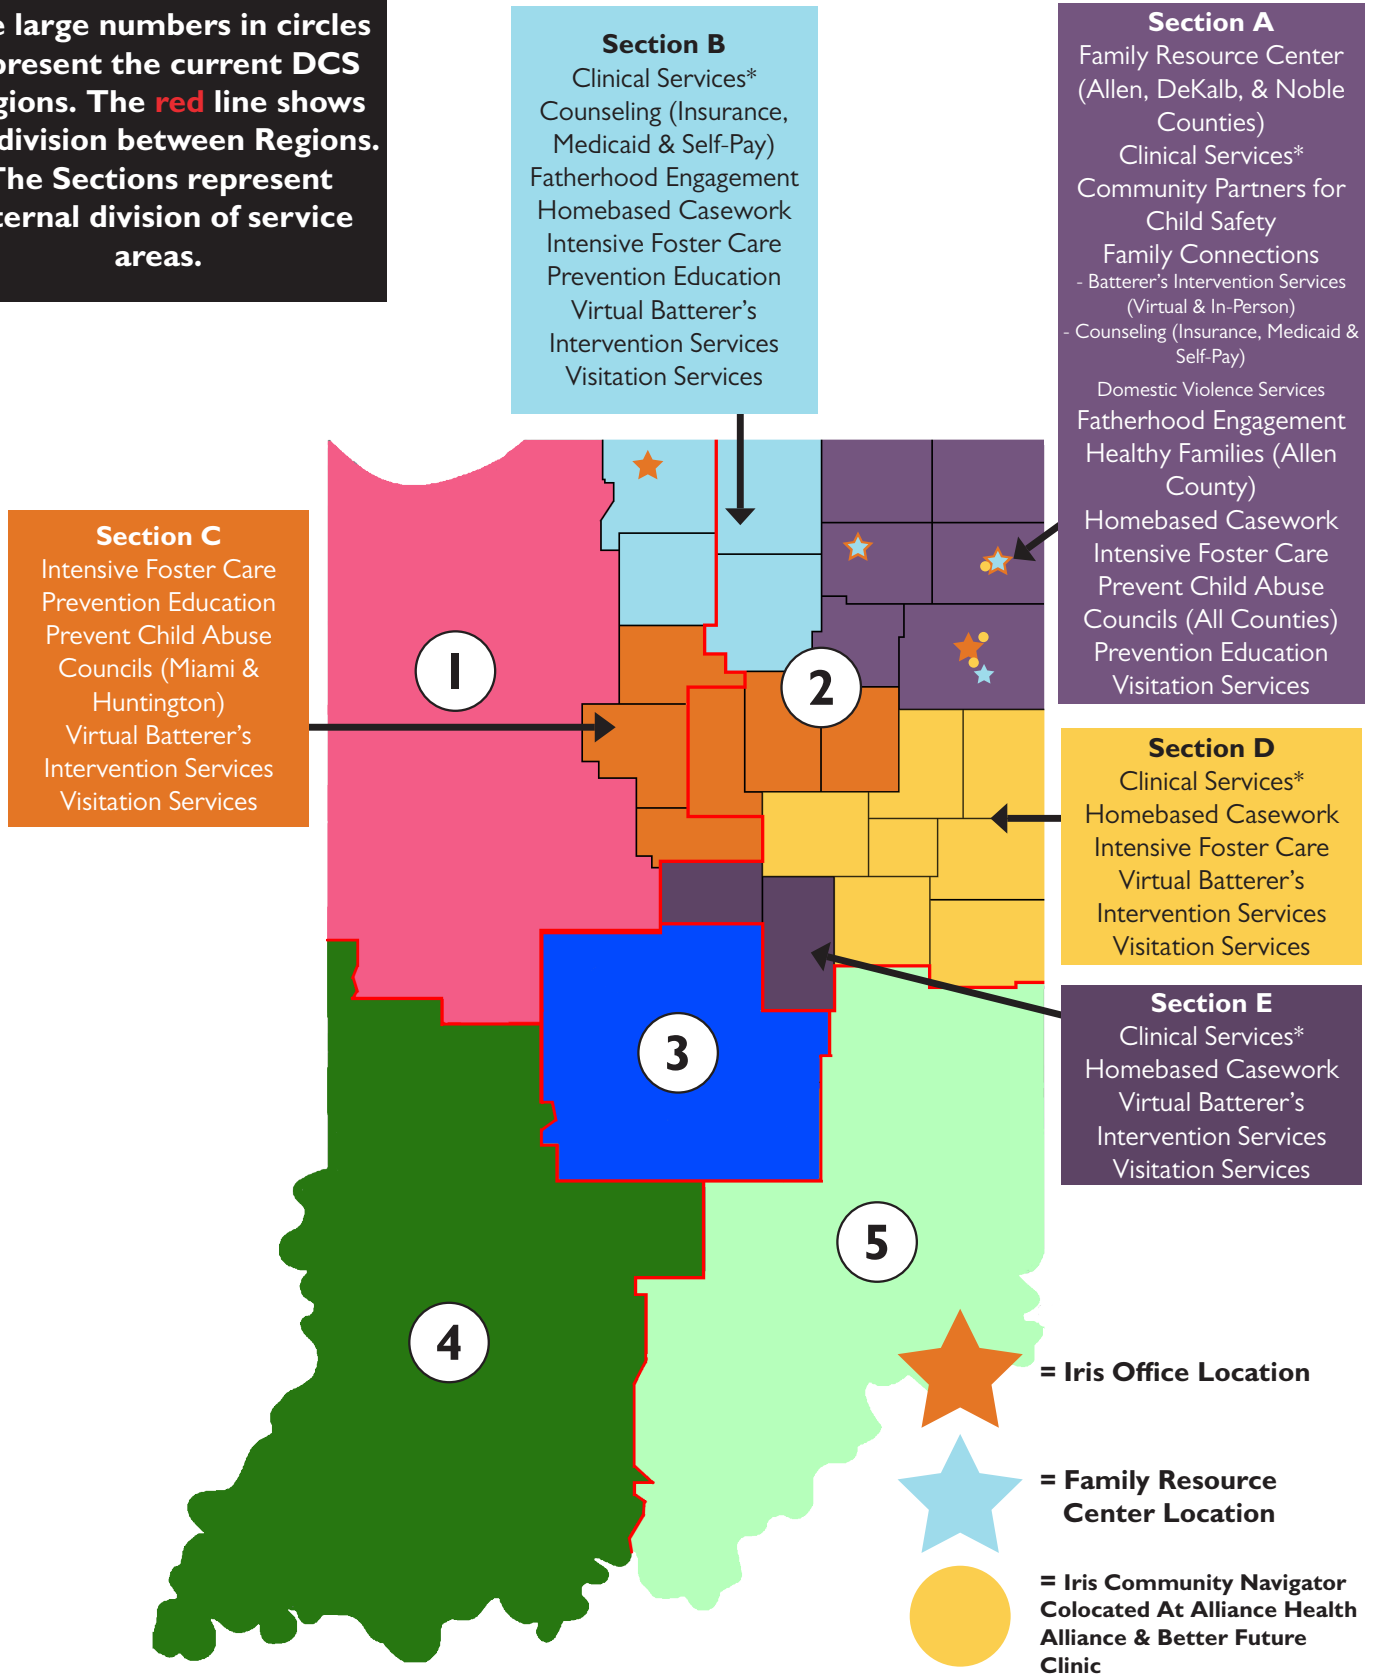 large numbers in circles
present the current DCS
gions. The red line shows
division between Regions.
The Sections represent
ternal division of service
areas.
Section B
Clinical Services*
Counseling (Insurance,
Medicaid & Self-Pay)
Fatherhood Engagement
Homebased Casework
Intensive Foster Care
Prevention Education
Virtual Batterer’s
Intervention Services
Visitation Services
Section A
Family Resource Center
(Allen, DeKalb, & Noble
Counties)
Clinical Services*
Community Partners for
Child Safety
Family Connections
- Batterer’s Intervention Services
(Virtual & In-Person)
- Counseling (Insurance, Medicaid &
Self-Pay)
Domestic Violence Services
Fatherhood Engagement
Healthy Families (Allen
County)
Homebased Casework
Intensive Foster Care
Prevent Child Abuse
Councils (All Counties)
Prevention Education
Visitation Services
Section C
Intensive Foster Care
Prevention Education
Prevent Child Abuse
Councils (Miami &
Huntington)
Virtual Batterer’s
Intervention Services
Visitation Services
1
2
Section D
Clinical Services*
Homebased Casework
Intensive Foster Care
Virtual Batterer’s
Intervention Services
Visitation Services
Section E
Clinical Services*
Homebased Casework
Virtual Batterer’s
Intervention Services
Visitation Services
3
5
4
= Iris Office Location
= Family Resource
Center Location
= Iris Community Navigator
Colocated At Alliance Health
Alliance & Better Future
Clinic